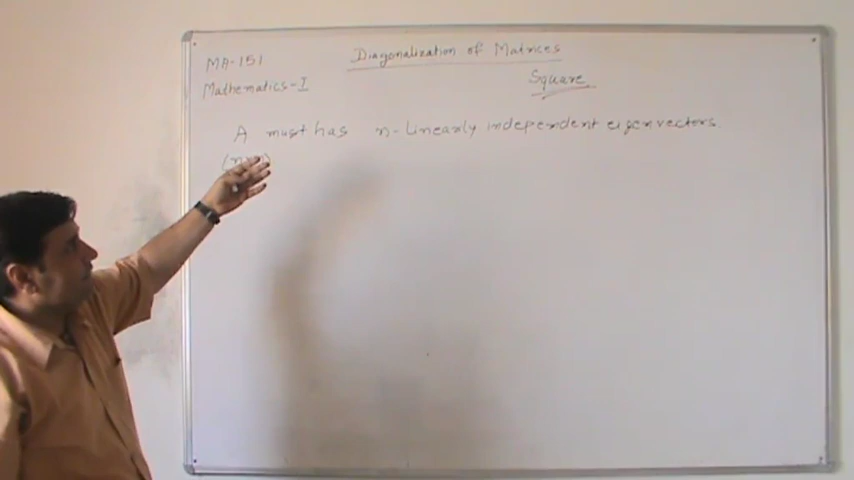 MA-151
Diagonalization of Matrices
Mathematics-I
Square
A must has n-linearly independent eigenvectors
(n×n)